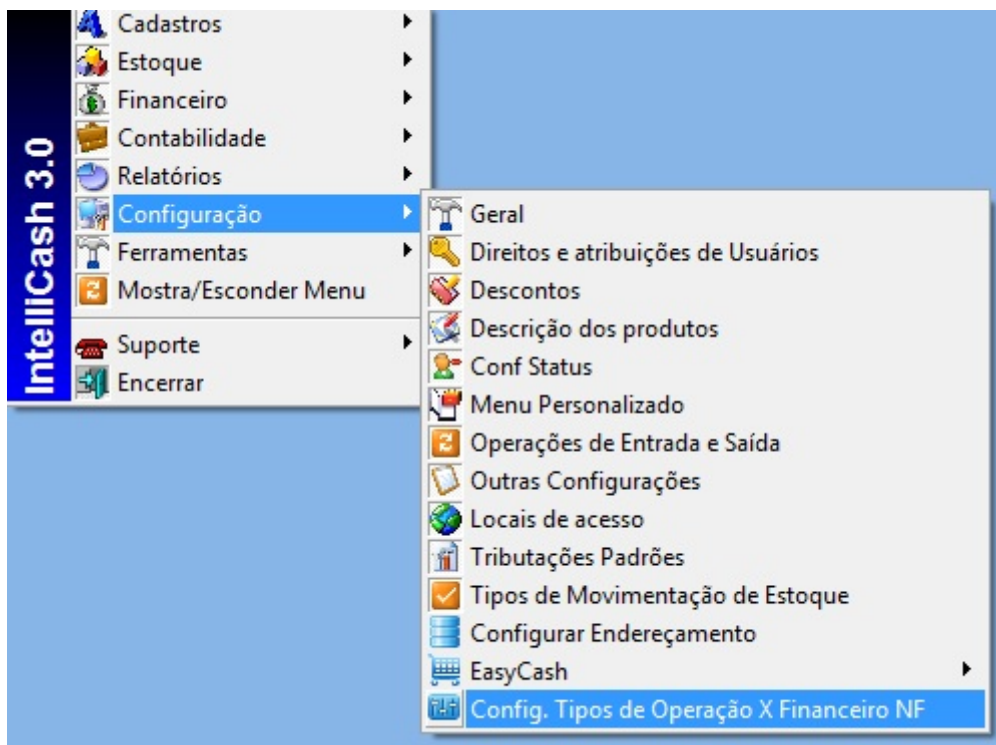 IntelliCash 3.0
Cadastros
Estoque
Financeiro
Contabilidade
Relatórios
Configuração
Ferramentas
Mostra/Esconder Menu
Suporte
Encerrar
Geral
Direitos e atribuições de Usuários
Descontos
Descrição dos produtos
Conf Status
Menu Personalizado
Operações de Entrada e Saída
Outras Configurações
Locais de acesso
Tributações Padrões
Tipos de Movimentação de Estoque
Configurar Endereçamento
EasyCash
Config. Tipos de Operação X Financeiro NF